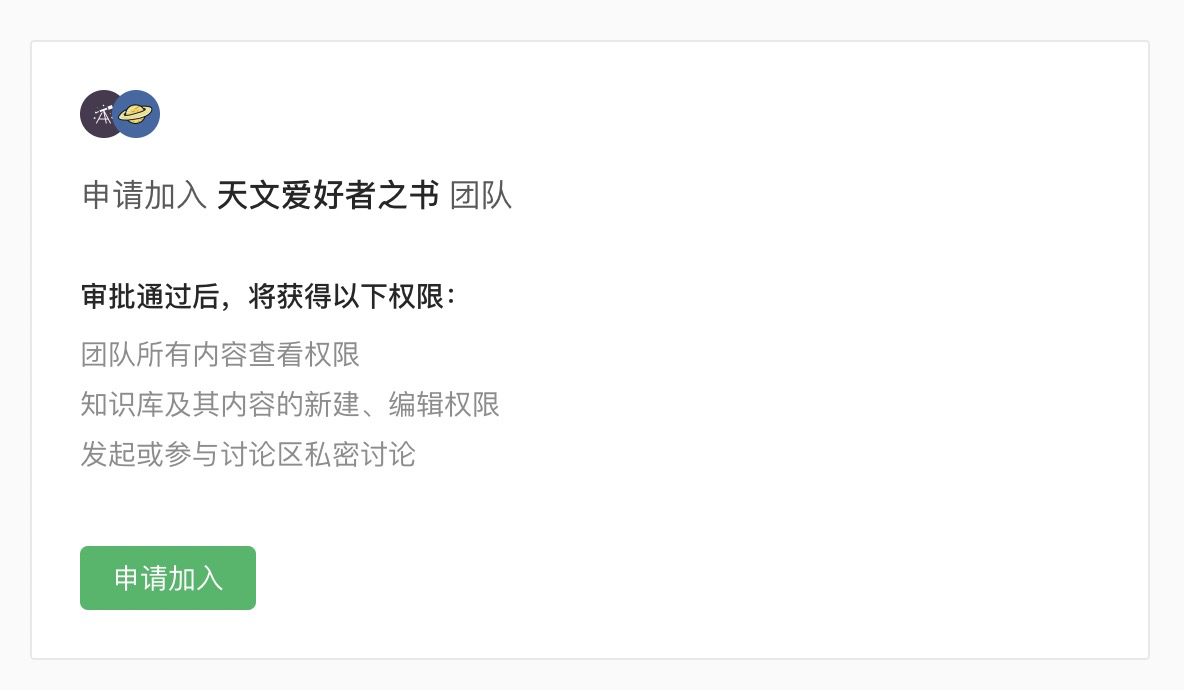 申请加入 天文爱好者之书 团队
审批通过后，将获得以下权限：
团队所有内容查看权限
知识库及其内容的新建、编辑权限
发起或参与讨论区私密讨论
申请加入